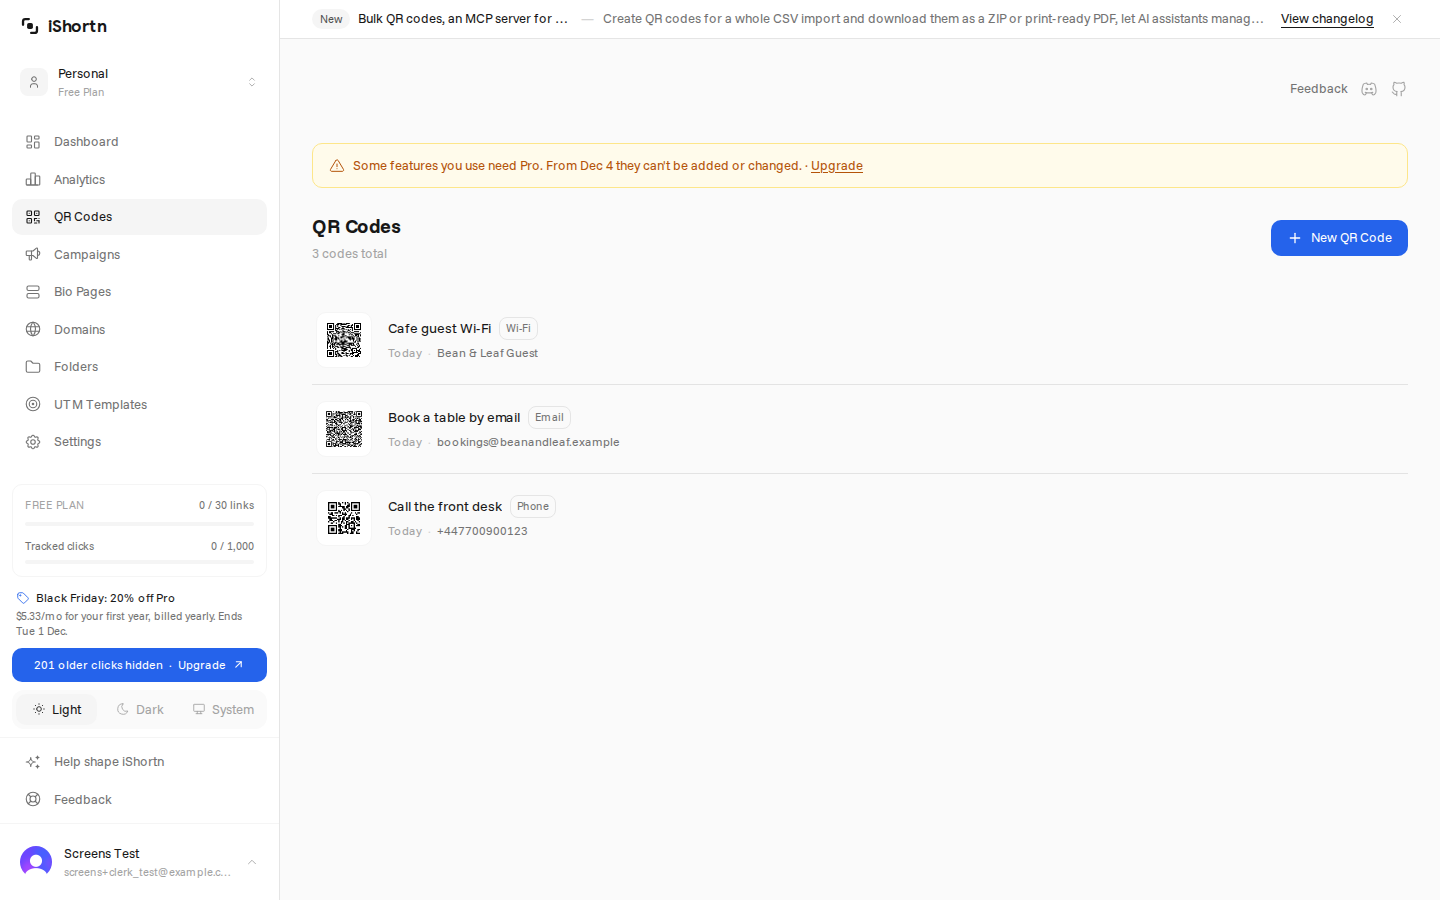 iShortn
Personal
Free Plan
Dashboard
Analytics
QR Codes
Campaigns
Bio Pages
Domains
Folders
UTM Templates
Settings
FREE PLAN 0 / 30 links
Tracked clicks 0 / 1,000
Black Friday: 20% off Pro
$5.33/mo for your first year, billed yearly. Ends
Tue 1 Dec.
201 older clicks hidden · Upgrade
Light Dark System
Help shape iShortn
Feedback
Screens Test
screens+clerk_test@example.c...
New Bulk QR codes, an MCP server for ... — Create QR codes for a whole CSV import and download them as a ZIP or print-ready PDF, let AI assistants manag... View changelog
Feedback
Some features you use need Pro. From Dec 4 they can't be added or changed. · Upgrade
QR Codes
3 codes total
New QR Code
Cafe guest Wi-Fi Wi-Fi
Today · Bean & Leaf Guest
Book a table by email Email
Today · bookings@beanandleaf.example
Call the front desk Phone
Today · +447700900123